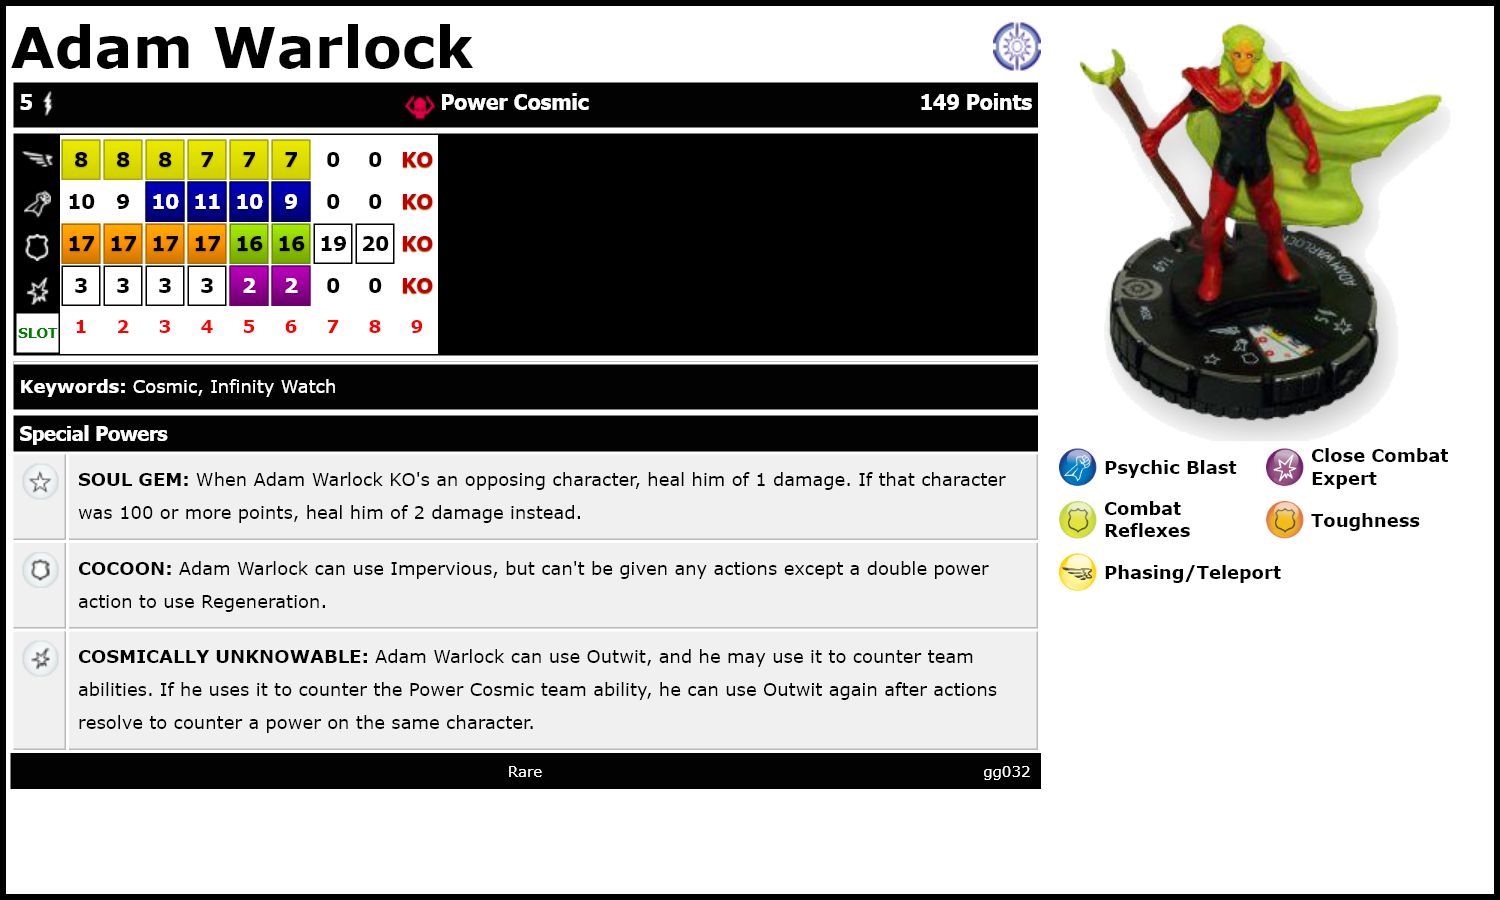 Adam Warlock
5 Power Cosmic 149 Points
8 8 8 7 7 7 0 0 KO
10 9 10 11 10 9 0 0 KO
17 17 17 17 16 16 19 20 KO
3 3 3 3 2 2 0 0 KO
SLOT 1 2 3 4 5 6 7 8 9
Keywords: Cosmic, Infinity Watch
Special Powers
SOUL GEM: When Adam Warlock KO's an opposing character, heal him of 1 damage. If that character
was 100 or more points, heal him of 2 damage instead.
COCOON: Adam Warlock can use Impervious, but can't be given any actions except a double power
action to use Regeneration.
COSMICALLY UNKNOWABLE: Adam Warlock can use Outwit, and he may use it to counter team
abilities. If he uses it to counter the Power Cosmic team ability, he can use Outwit again after actions
resolve to counter a power on the same character.
Rare gg032
149
ADAM WARLOCK
5
Psychic Blast
Close Combat
Expert
Combat
Reflexes
Toughness
Phasing/Teleport